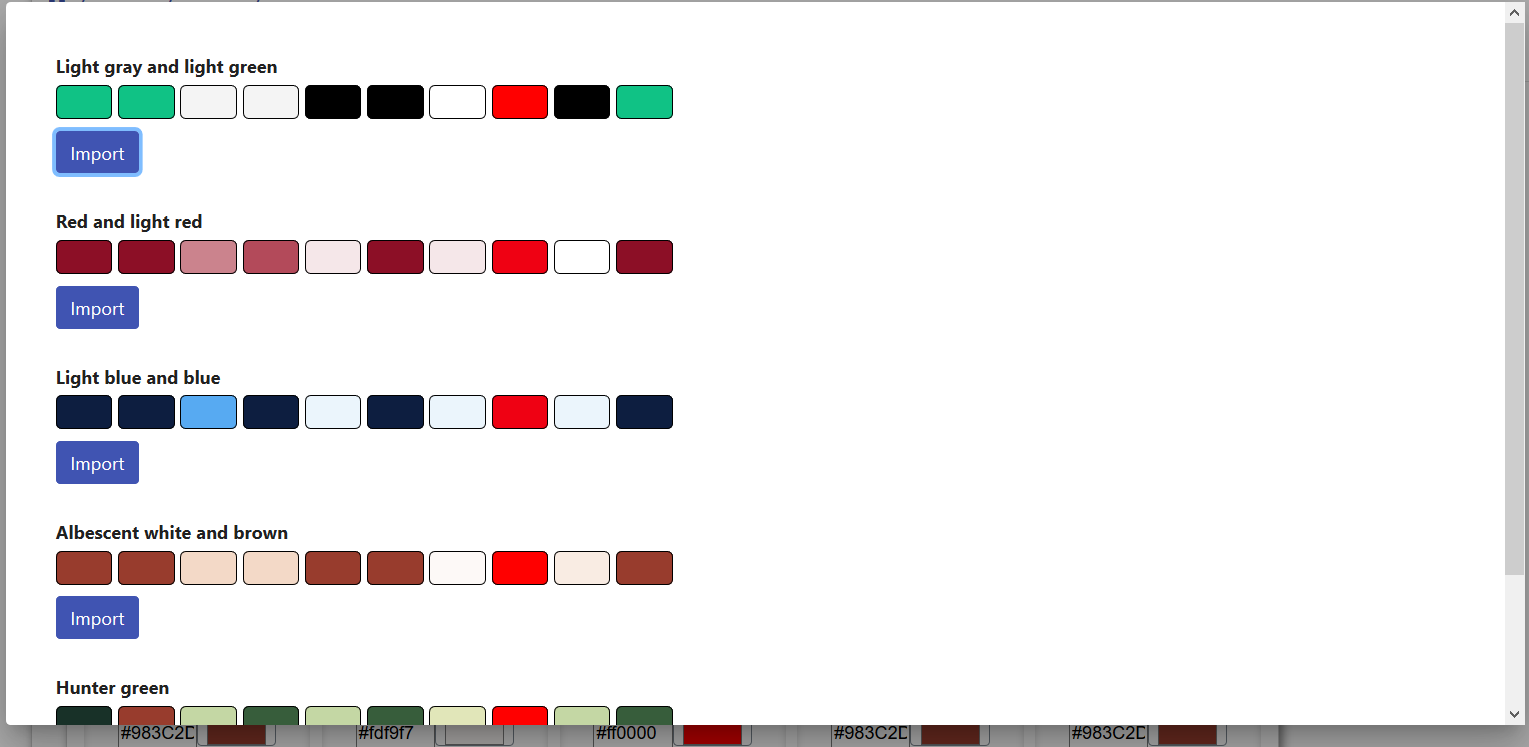 Light gray and light green
Import
Red and light red
Import
Light blue and blue
Import
Albescent white and brown
Import
Hunter green
#983C2D #fdf9f7 #ff0000 #983C2D #983C2D